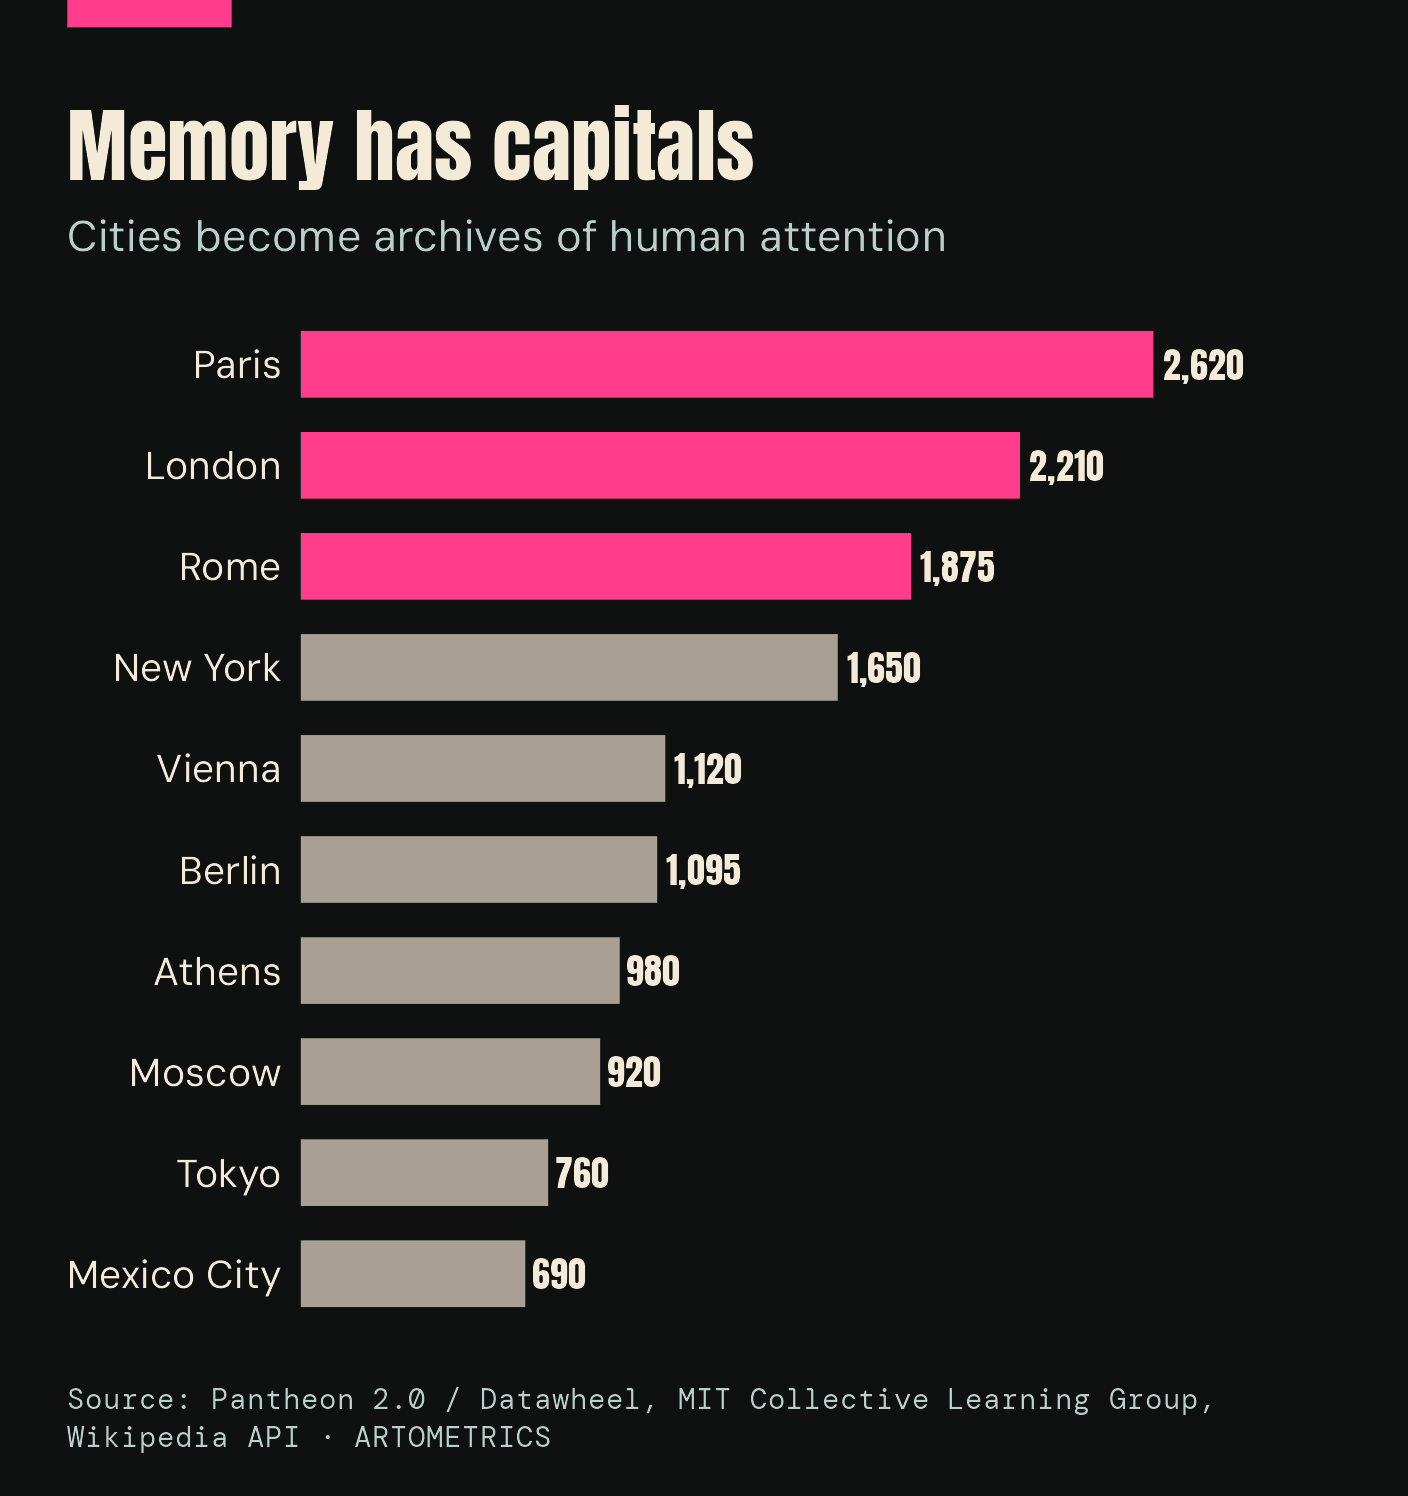 Memory has capitals
Cities become archives of human attention
Paris 2,620
London 2,210
Rome 1,875
New York 1,650
Vienna 1,120
Berlin 1,095
Athens 980
Moscow 920
Tokyo 760
Mexico City 690
Source: Pantheon 2.0 / Datawheel, MIT Collective Learning Group,
Wikipedia API · ARTOMETRICS